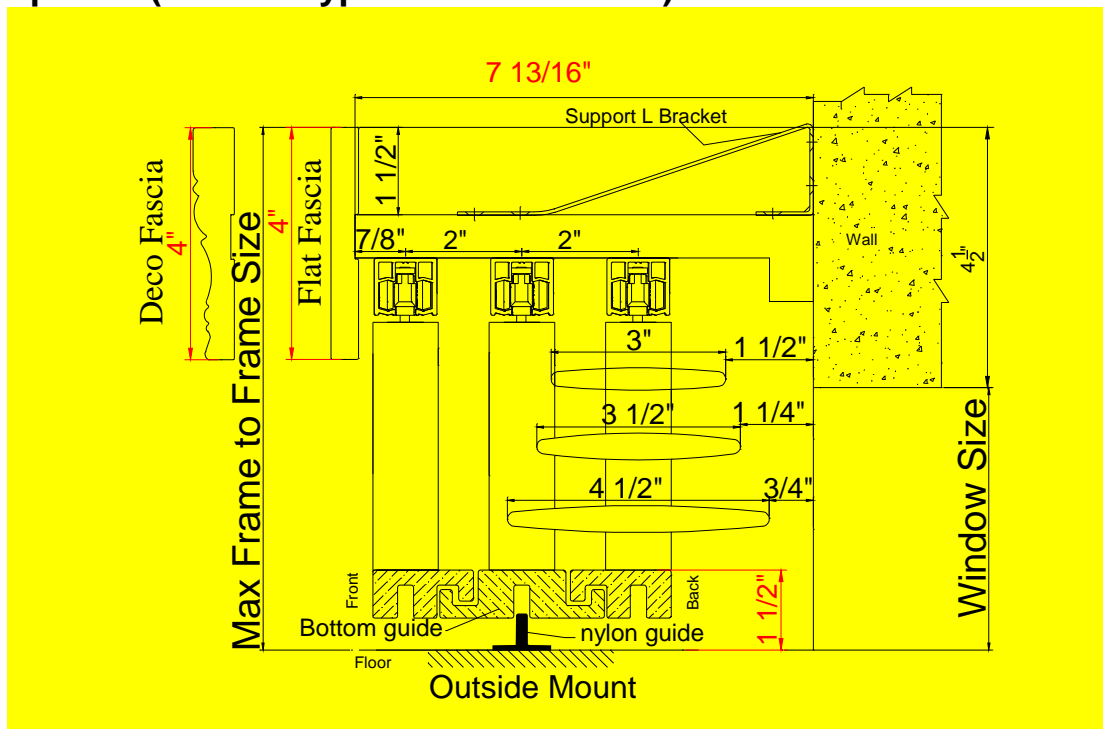 7 13/16"
Support L Bracket
Deco Fascia
4"
Max Frame to Frame Size
4"
Flat Fascia
1 1/2"
Wall
4 1/2"
7/8"
2"
2"
3"
1 1/2"
3 1/2"
1 1/4"
4 1/2"
3/4"
Window Size
Front
Back
1 1/2"
Bottom guide
nylon guide
Floor
Outside Mount